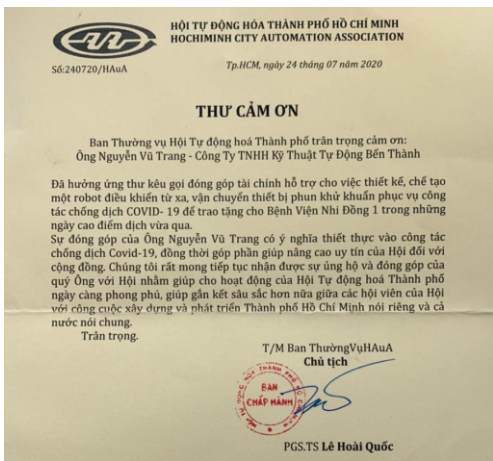 HỘI TỰ ĐỘNG HÓA THÀNH PHỐ HỒ CHÍ MINH
HOCHIMINH CITY AUTOMATION ASSOCIATION
Số:240720/HAuA
Tp.HCM, ngày 24 tháng 07 năm 2020
THƯ CẢM ƠN
Ban Thường vụ Hội Tự động hoá Thành phố trân trọng cảm ơn:
Ông Nguyễn Vũ Trang - Công Ty TNHH Kỹ Thuật Tự Động Bến Thành
Đã hưởng ứng thư kêu gọi đóng góp tài chính hỗ trợ cho việc thiết kế, chế tạo
một robot điều khiển từ xa, vận chuyển thiết bị phun khử khuẩn phục vụ công
tác chống dịch COVID- 19 để trao tặng cho Bệnh Viện Nhi Đồng 1 trong những
ngày cao điểm dịch vừa qua.
Sự đóng góp của Ông Nguyễn Vũ Trang có ý nghĩa thiết thực vào công tác
chống dịch Covid-19, đồng thời góp phần giúp nâng cao uy tín của Hội đối với
cộng đồng. Chúng tôi rất mong tiếp tục nhận được sự ủng hộ và đóng góp của
quý Ông với Hội nhằm giúp cho hoạt động của Hội Tự động hoá Thành phố
ngày càng phong phú, giúp gắn kết sâu sắc hơn nữa giữa các hội viên của Hội
với công cuộc xây dựng và phát triển Thành phố Hồ Chí Minh nói riêng và cả
nước nói chung.
Trân trọng.
T/M Ban ThườngVụHAuA
Chủ tịch
BAN
CHẤP HÀNH
PGS.TS Lê Hoài Quốc